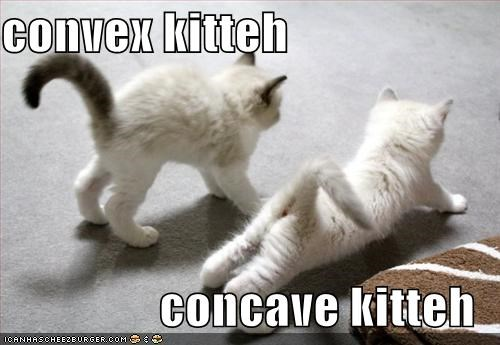 convex kitteh
concave kitteh
ICANHASCHEEZBURGER.COM